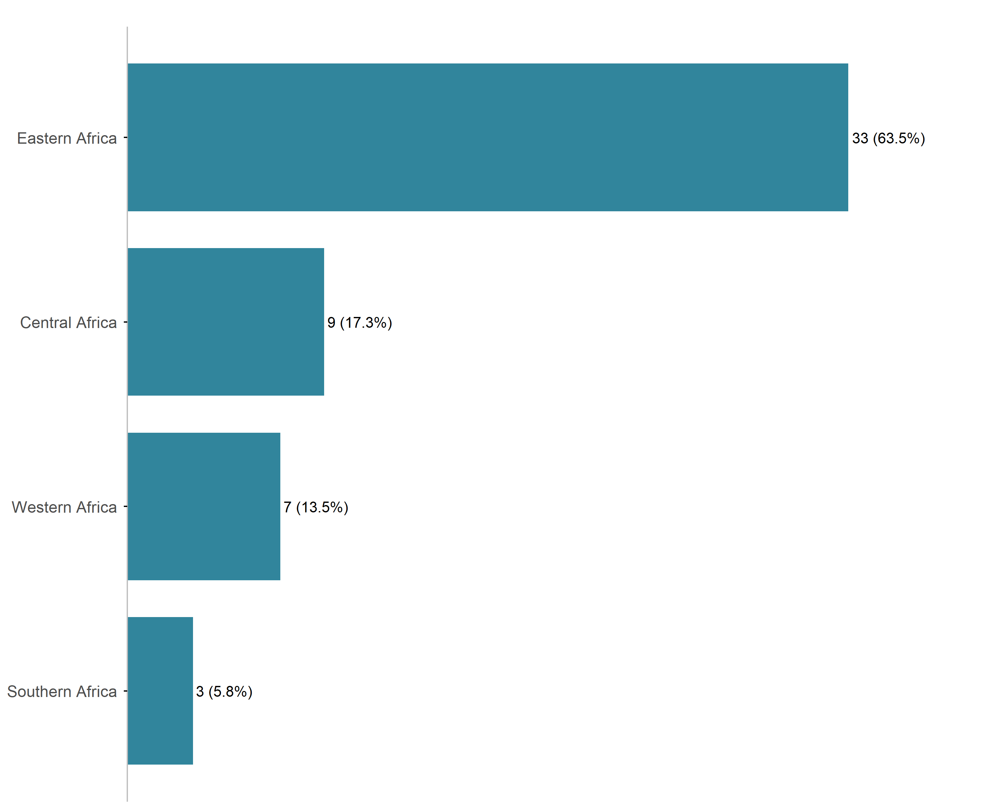 Eastern Africa 33 (63.5%)
Central Africa 9 (17.3%)
Western Africa 7 (13.5%)
Southern Africa 3 (5.8%)